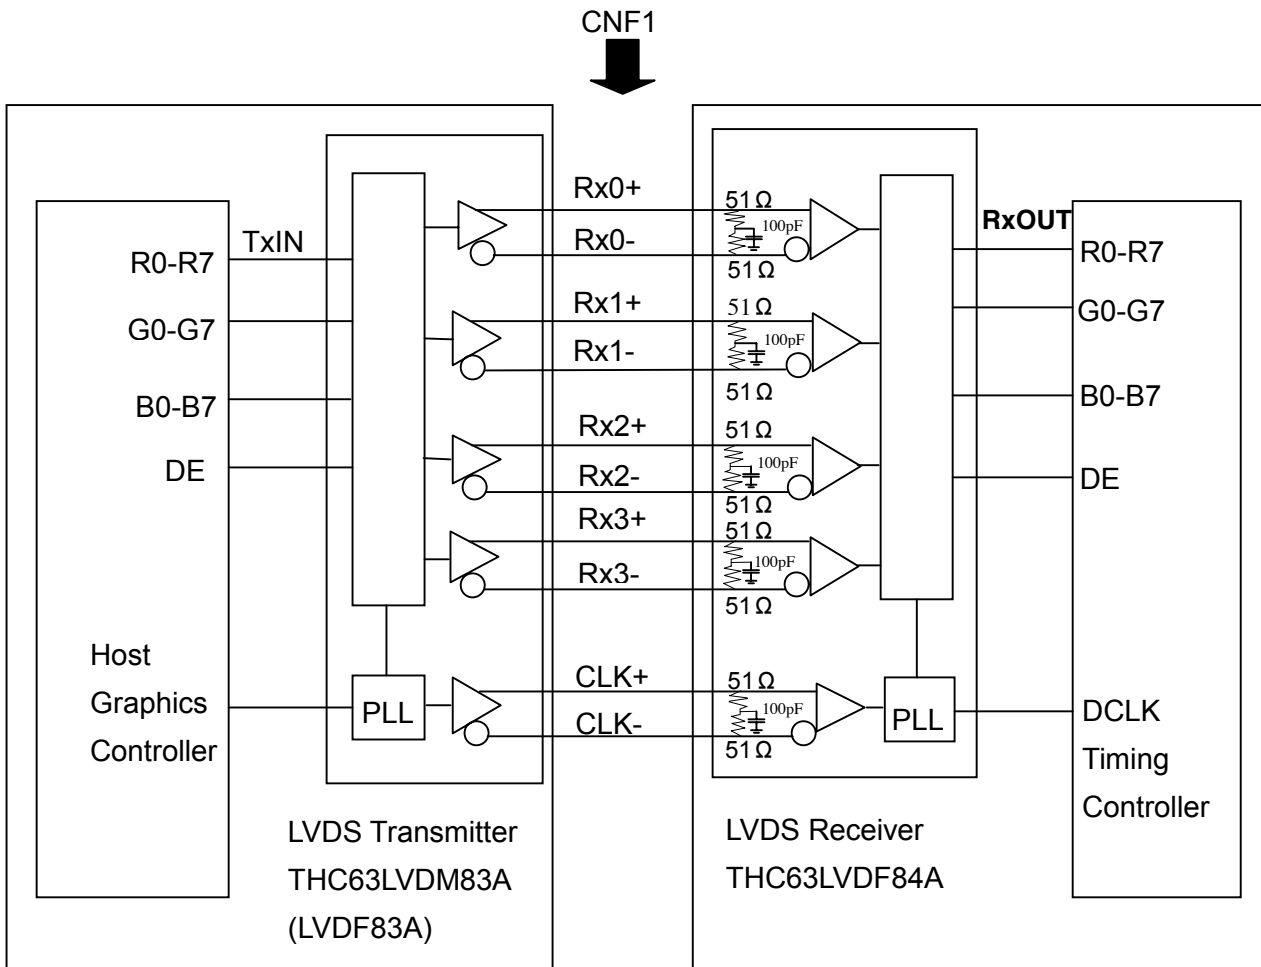 CNF1
Rx0+
51Ω
100pF
RxOUT
TxIN
Rx0-
R0-R7
51Ω
R0-R7
Rx1+
51Ω
G0-G7
G0-G7
100pF
Rx1-
51Ω
B0-B7
B0-B7
Rx2+
51Ω
100pF
DE
Rx2-
DE
51Ω
Rx3+
51Ω
100pF
Rx3-
51Ω
Host
Graphics
Controller
CLK+
51Ω
100pF
PLL
CLK-
PLL
51Ω
DCLK
Timing
Controller
LVDS Transmitter
THC63LVDM83A
(LVDF83A)
LVDS Receiver
THC63LVDF84A